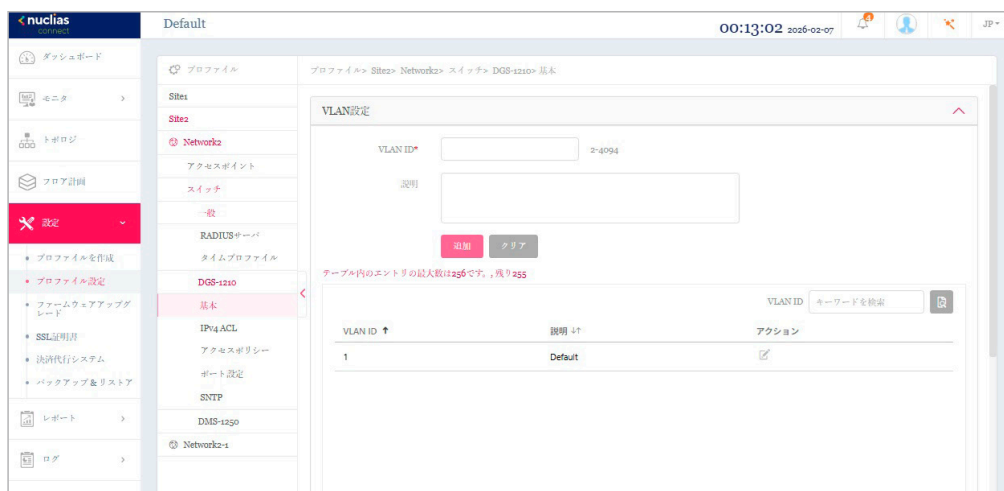 nuclias
connect
Default
00:13:02 2026-02-07
4
JP
ダッシュボード
モニタ
トポロジ
フロア計画
設定
プロファイルを作成
プロファイル設定
ファームウェアアップグ
レード
SSL証明書
決済代行システム
バックアップ&リストア
レポート
ログ
プロファイル
Site1
Site2
Network2
アクセスポイント
スイッチ
一般
RADIUSサーバ
タイムプロファイル
DGS-1210
基本
IPv4 ACL
アクセスポリシー
ポート設定
SNTP
DMS-1250
Network2-1
プロファイル> Site2> Network2> スイッチ> DGS-1210> 基本
VLAN設定
VLAN ID* 2-4094
説明
追加 クリア
テーブル内のエントリの最大数は256です。, 残り255
VLAN ID キーワードを検索
VLAN ID ↑ 説明 ↓↑ アクション
1 Default